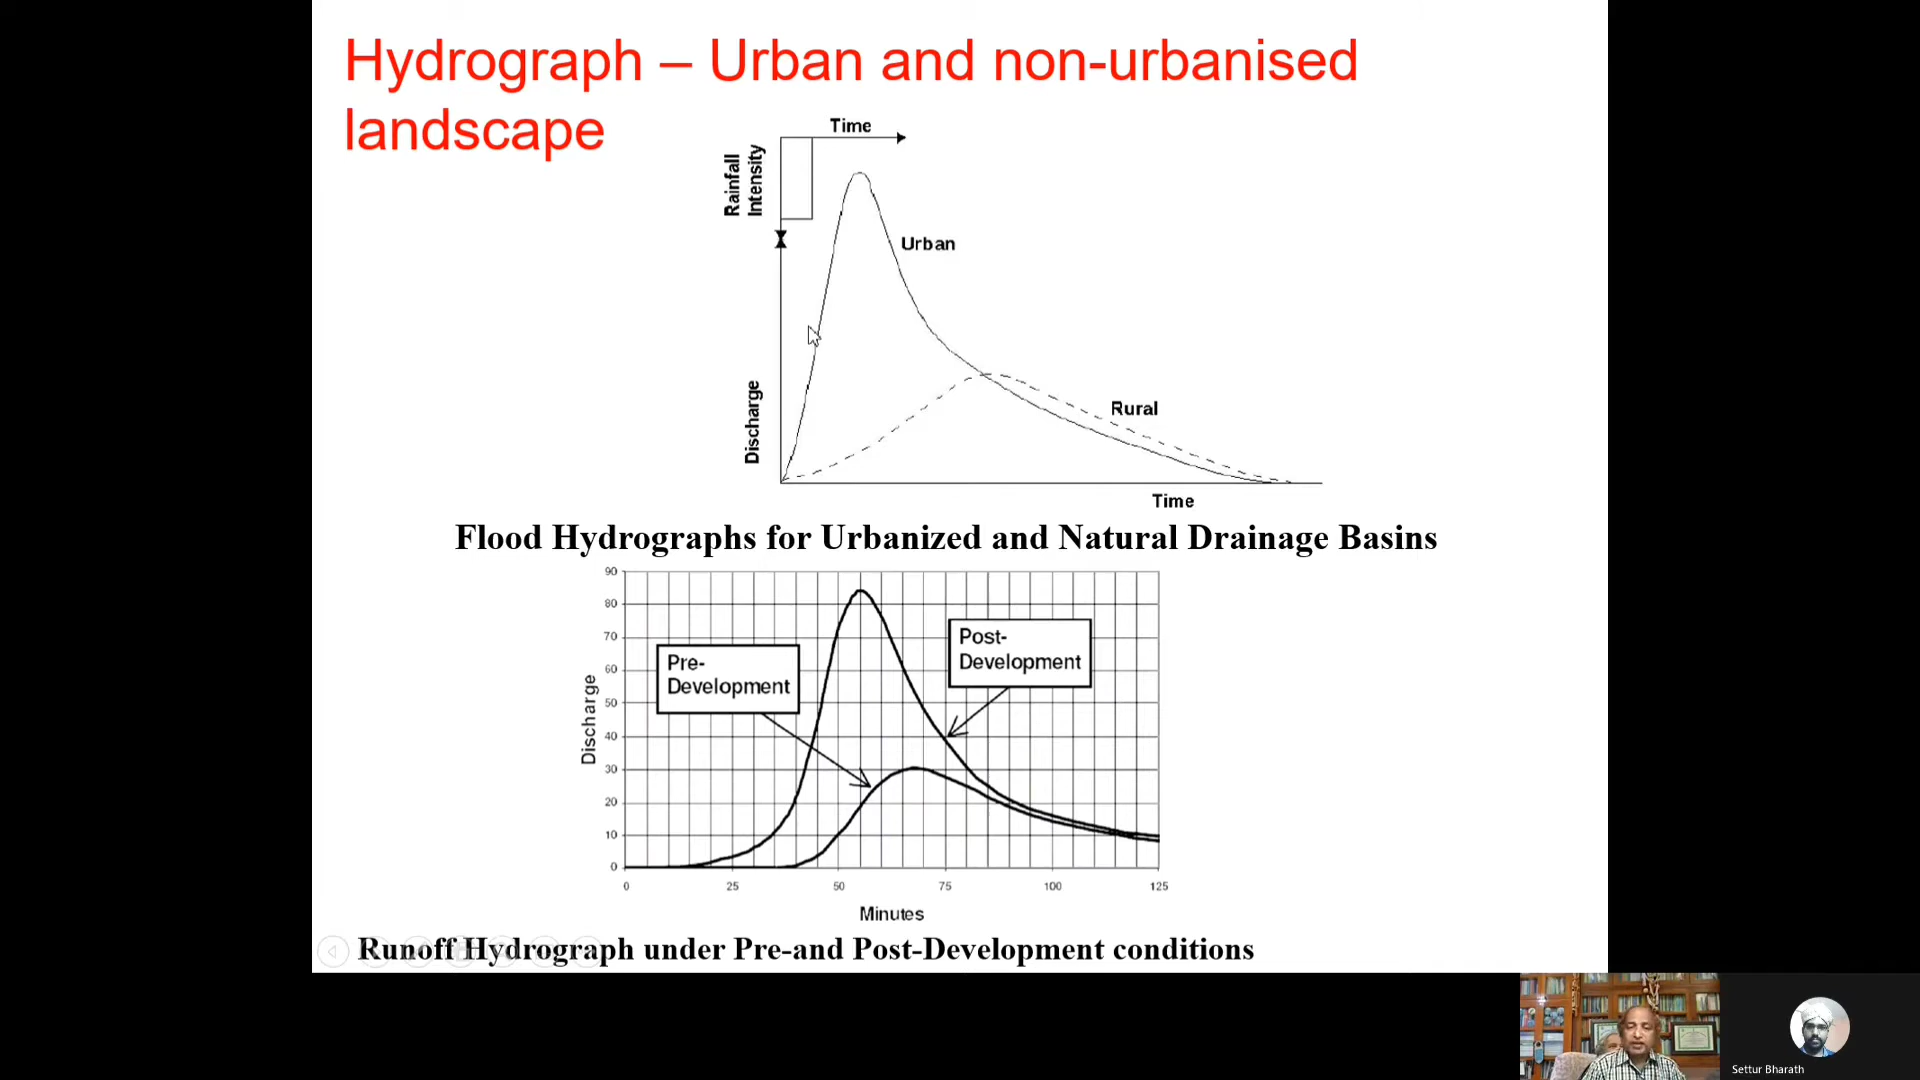 Hydrograph – Urban and non-urbanised
landscape
Time
Rainfall
Intensity
Urban
Discharge
Rural
Time
Flood Hydrographs for Urbanized and Natural Drainage Basins
90
80
70
60
50
40
30
20
10
0
Discharge
Pre-
Development
Post-
Development
0 25 50 75 100 125
Minutes
Runoff Hydrograph under Pre-and Post-Development conditions
Settur Bharath